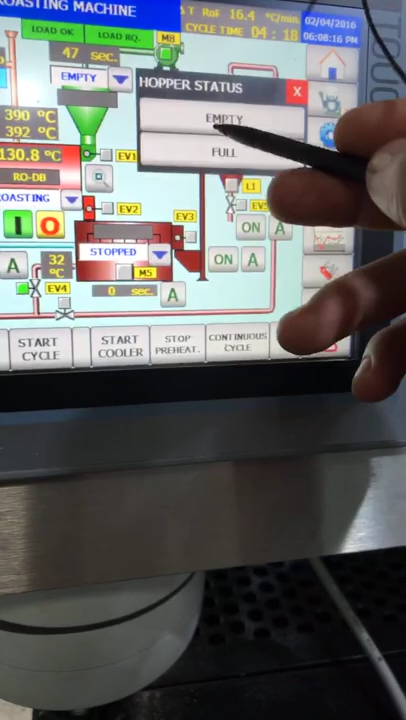 ROASTING MACHINE
Δ T RoR 16.4 °C/min.
02/04/2016
LOAD OK
LOAD RQ.
M8
CYCLE TIME 04 : 18
06:08:16 PM
47 sec.
EMPTY
HOPPER STATUS
X
EMPTY
FULL
390 °C
392 °C
130.8 °C
EV1
RO-DB
ROASTING
LI
I
O
EV2
EV3
ON
A
STOPPED
A
32
°C
M5
ON
A
EV4
0 sec.
A
START
CYCLE
START
COOLER
STOP
PREHEAT.
CONTINUOUS
CYCLE